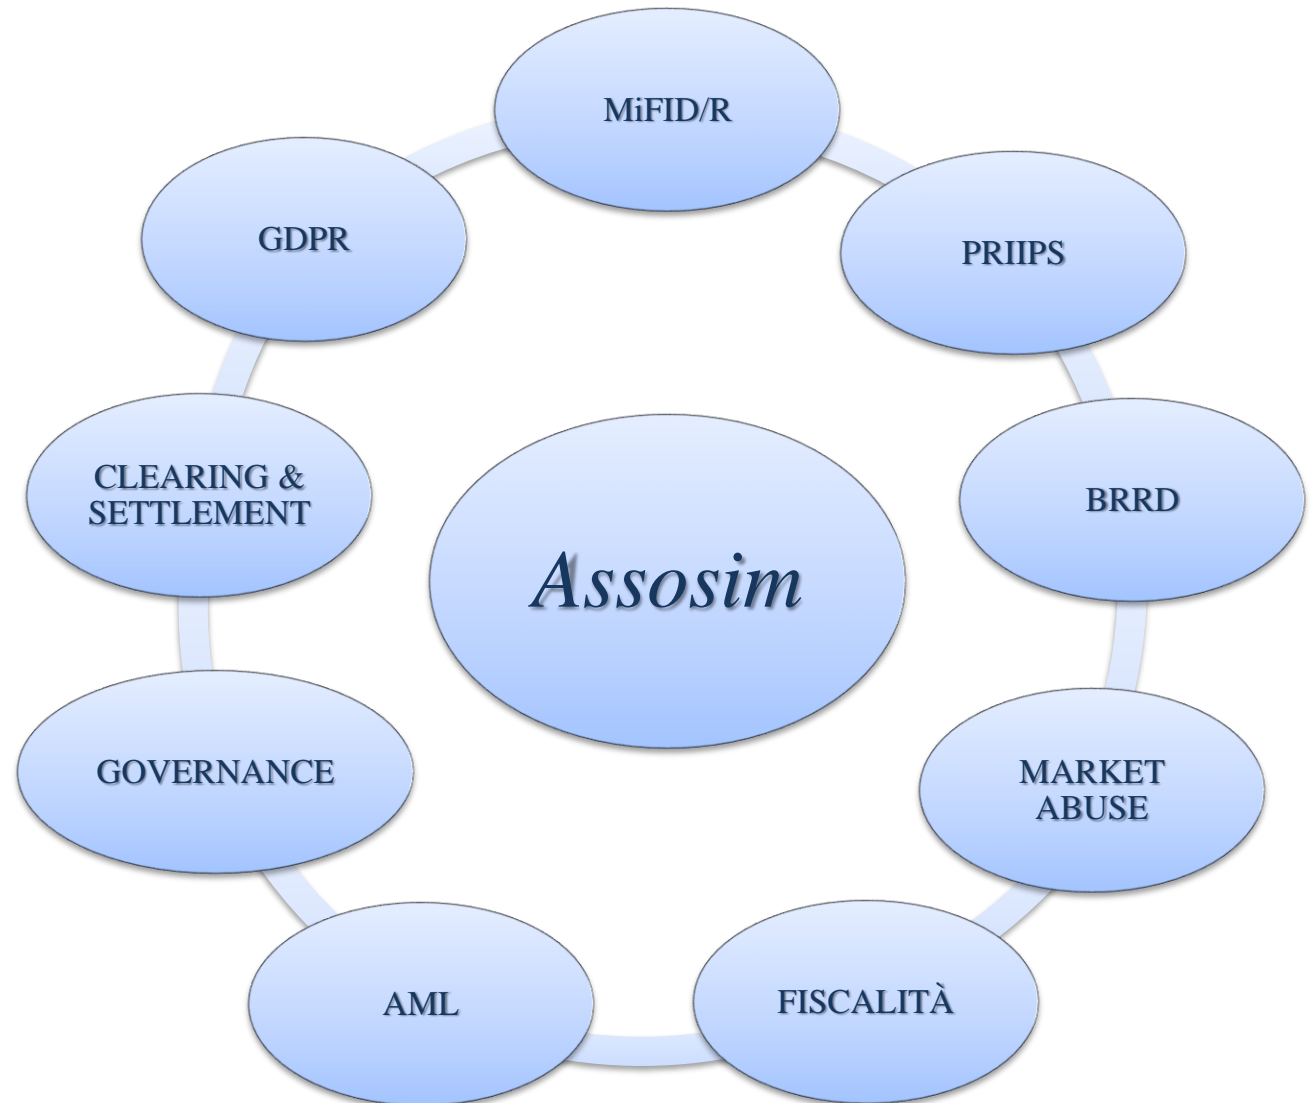 MiFID/R
PRIIPS
BRRD
MARKET
ABUSE
FISCALITÀ
AML
GOVERNANCE
CLEARING &
SETTLEMENT
GDPR
Assosim